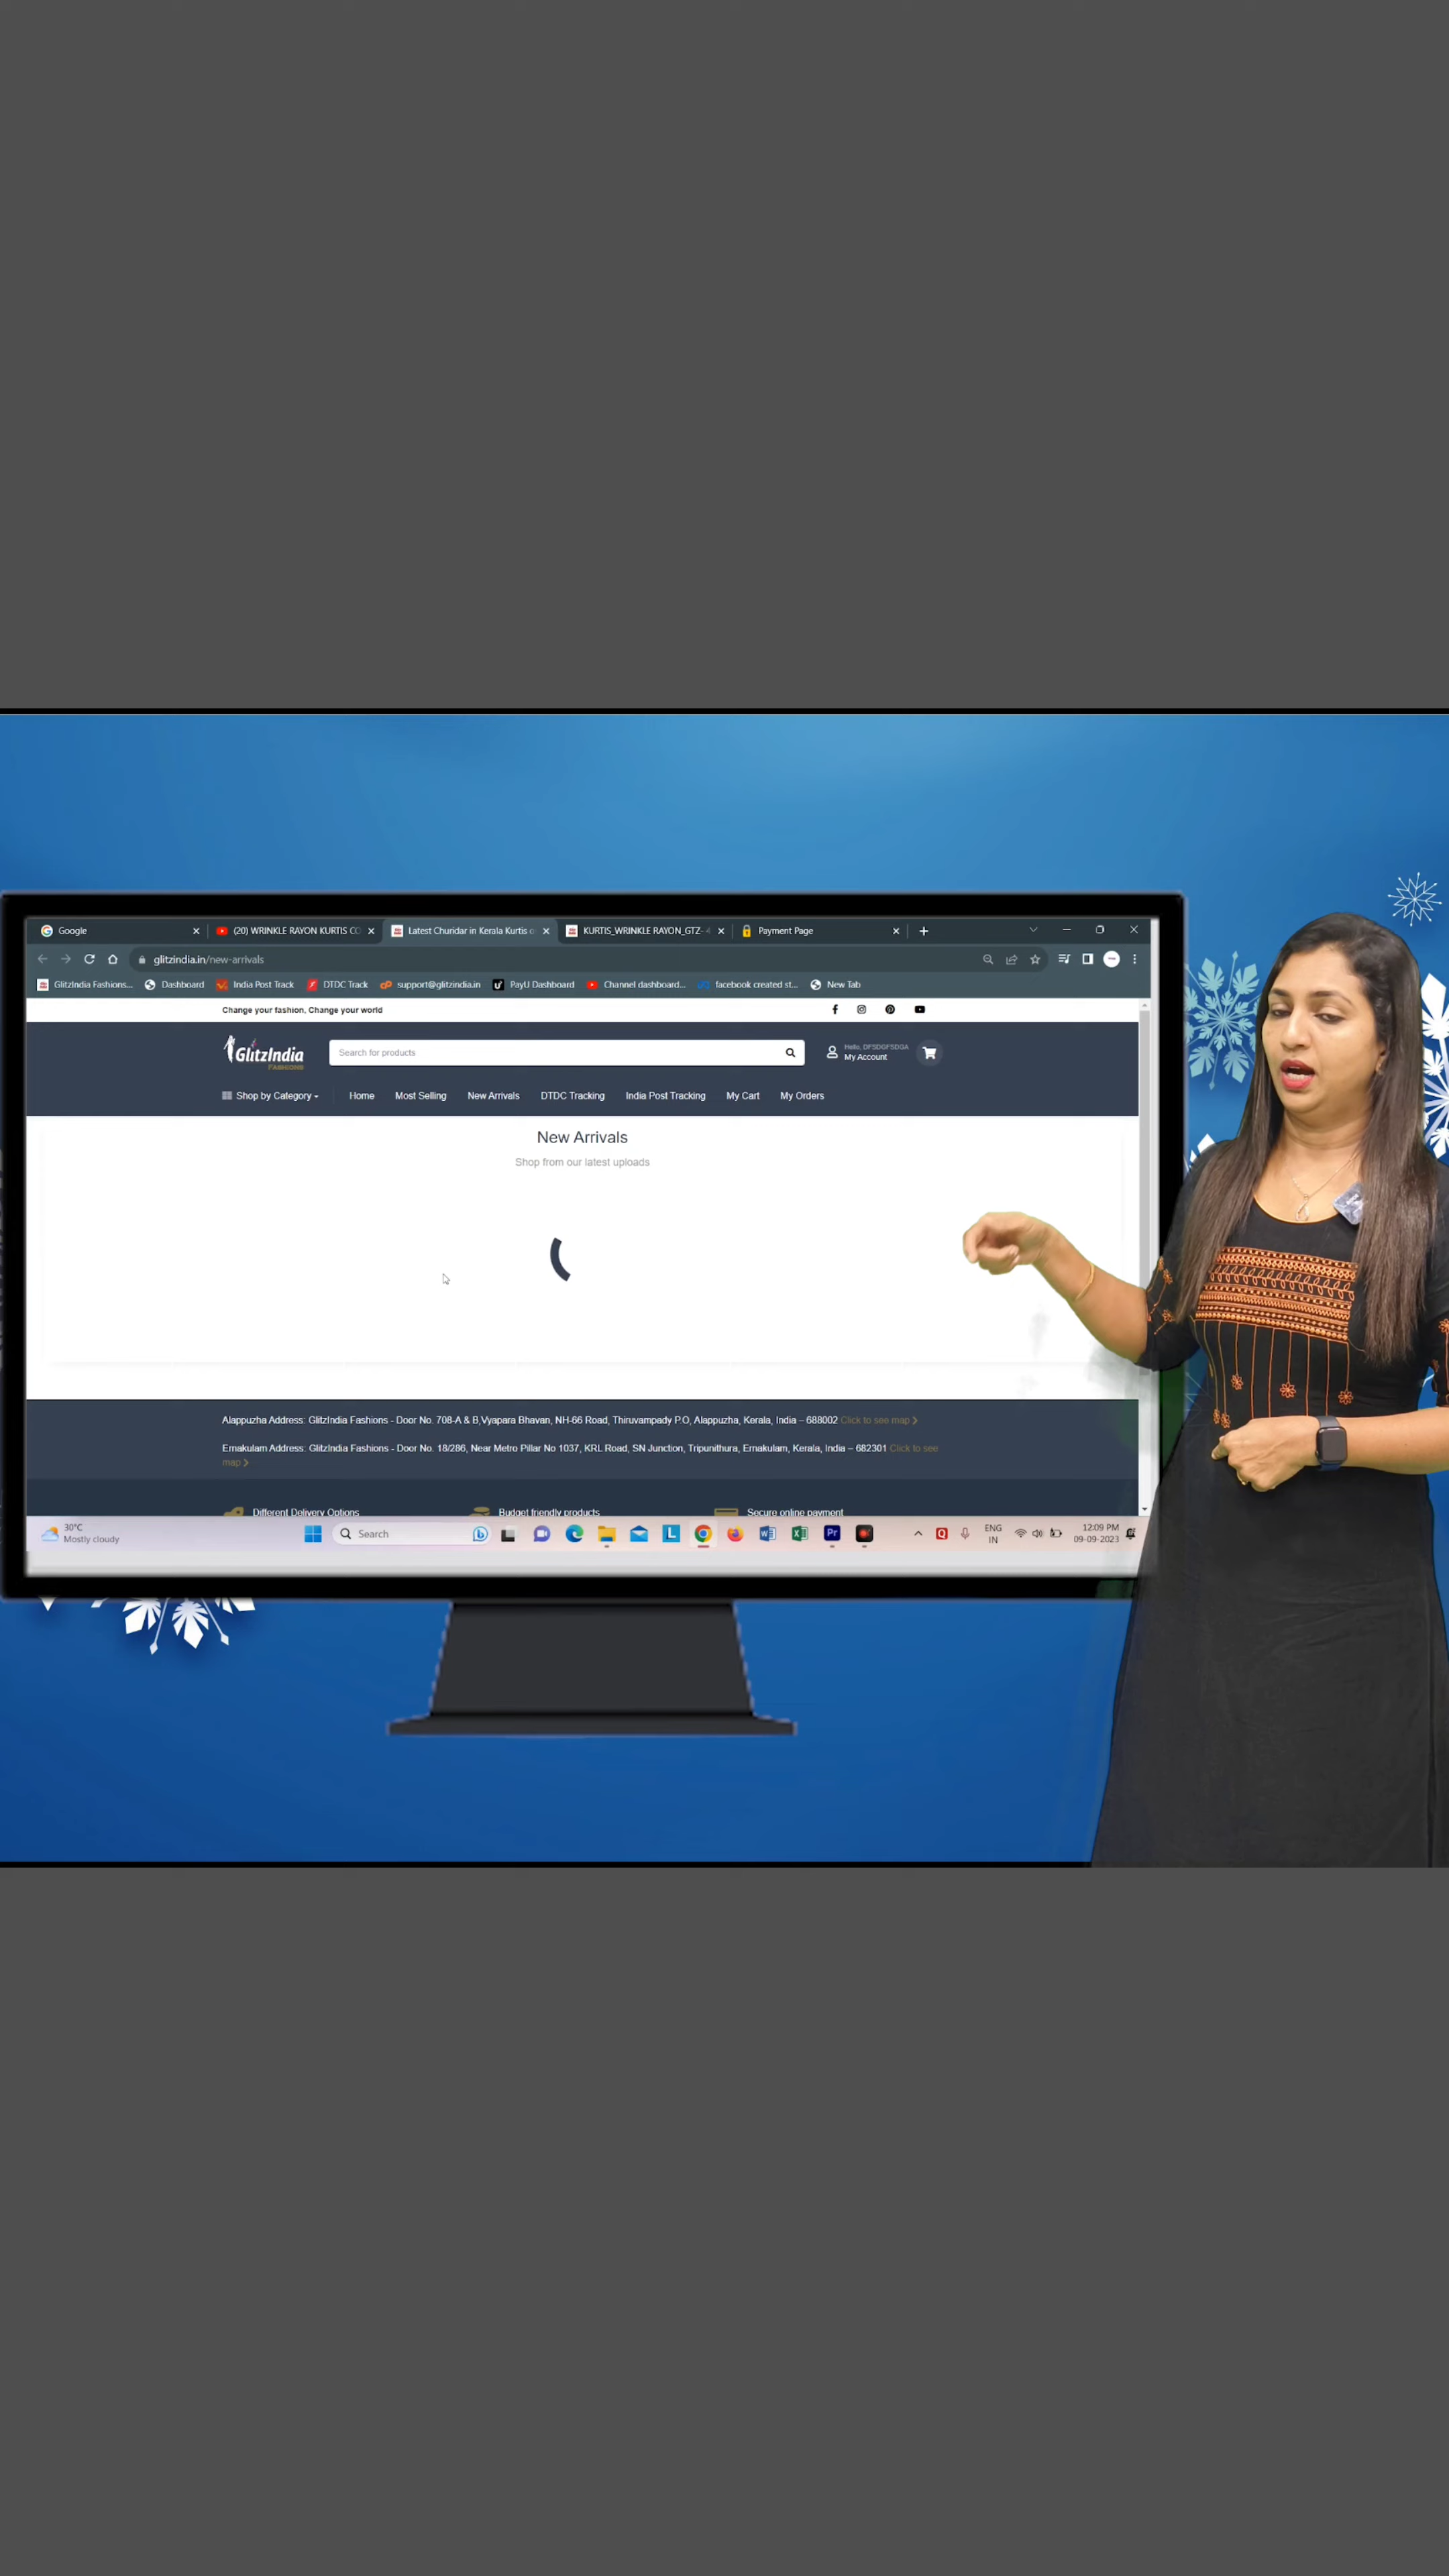 Google
(20) WRINKLE RAYON KURTIS CO
Latest Churidar in Kerala Kurtis o
KURTIS_WRINKLE RAYON_GTZ- 4
Payment Page
glitzindia.in/new-arrivals
GlitzIndia Fashions...
Dashboard
India Post Track
DTDC Track
support@glitzindia.in
PayU Dashboard
Channel dashboard...
facebook created st...
New Tab
Change your fashion, Change your world
GlitzIndia
FASHIONS
Search for products
Hello, DFSDGFSDGA
My Account
Shop by Category
Home
Most Selling
New Arrivals
DTDC Tracking
India Post Tracking
My Cart
My Orders
New Arrivals
Shop from our latest uploads
Alappuzha Address: GlitzIndia Fashions - Door No. 708-A & B,Vyapara Bhavan, NH-66 Road, Thiruvampady P.O, Alappuzha, Kerala, India – 688002 Click to see map
Ernakulam Address: GlitzIndia Fashions - Door No. 18/286, Near Metro Pillar No 1037, KRL Road, SN Junction, Tripunithura, Ernakulam, Kerala, India – 682301 Click to see
map
Different Delivery Options
Budget friendly products
Secure online payment
30°C
Mostly cloudy
Search
ENG
IN
12:09 PM
09-09-2023